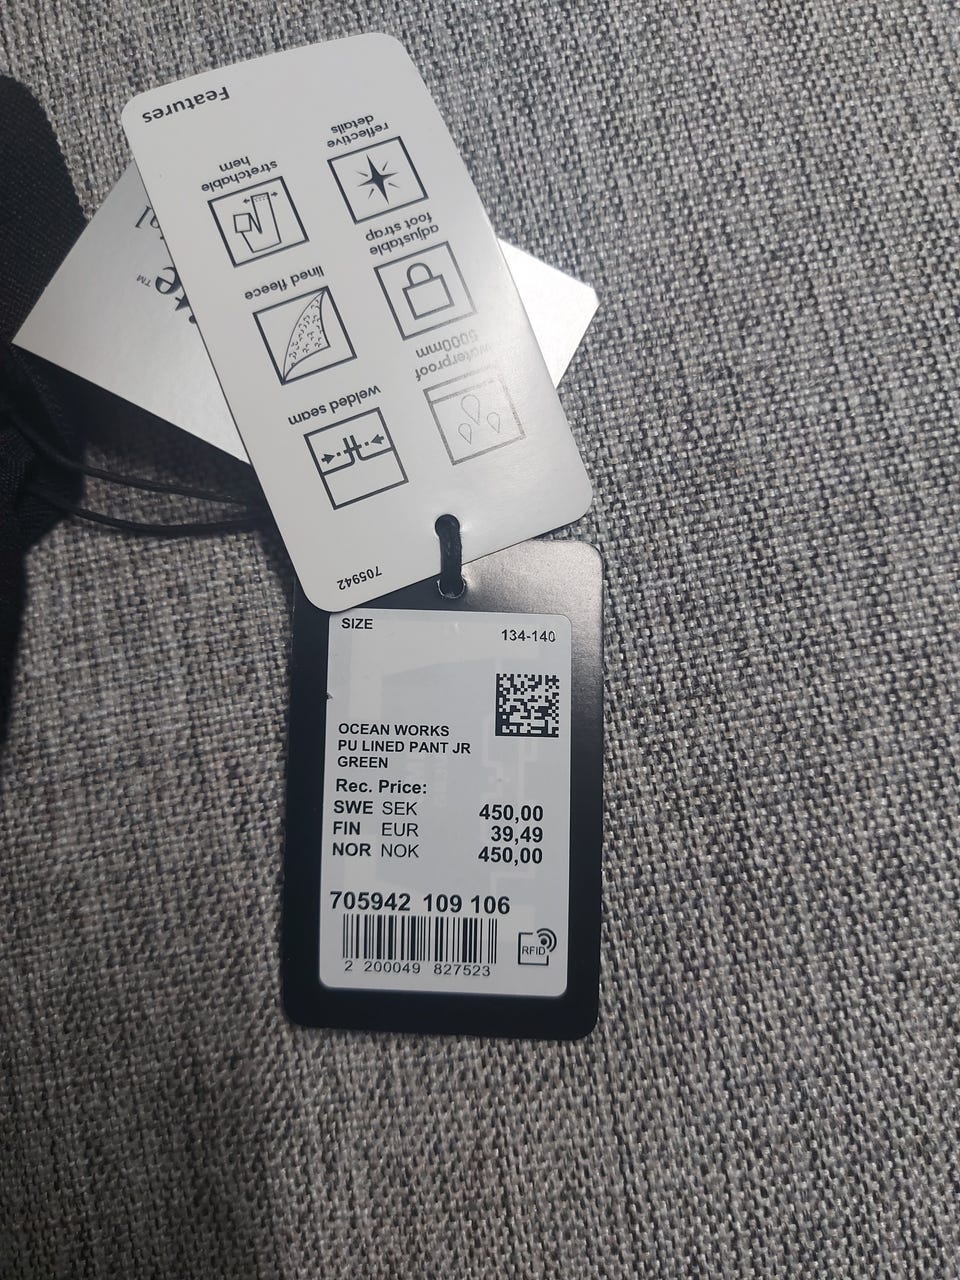 Features
reflective
details
stretchable
hem
adjustable
foot strap
lined fleece
waterproof
5000mm
welded seam
705942
TM
SIZE
134-140
OCEAN WORKS
PU LINED PANT JR
GREEN
Rec. Price:
SWE SEK 450,00
FIN EUR 39,49
NOR NOK 450,00
705942 109 106
2 200049 827523
RFID